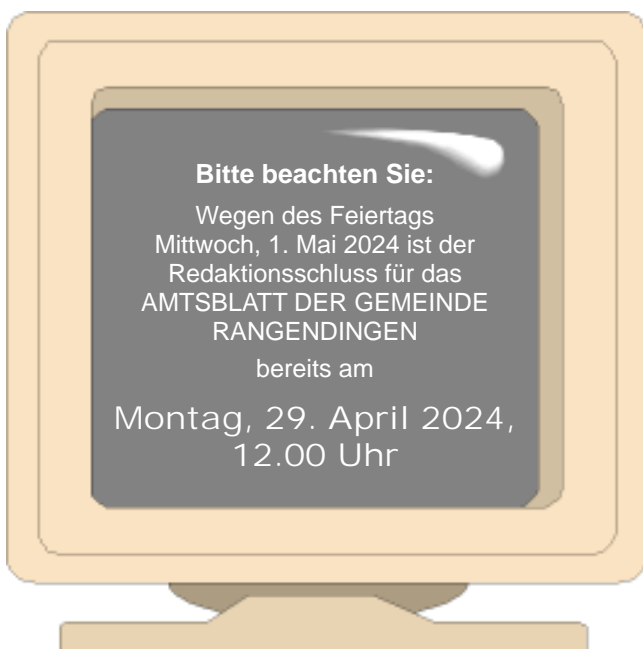 Bitte beachten Sie:
Wegen des Feiertags
Mittwoch, 1. Mai 2024 ist der
Redaktionsschluss für das
AMTSBLATT DER GEMEINDE
RANGENDINGEN
bereits am
Montag, 29. April 2024,
12.00 Uhr